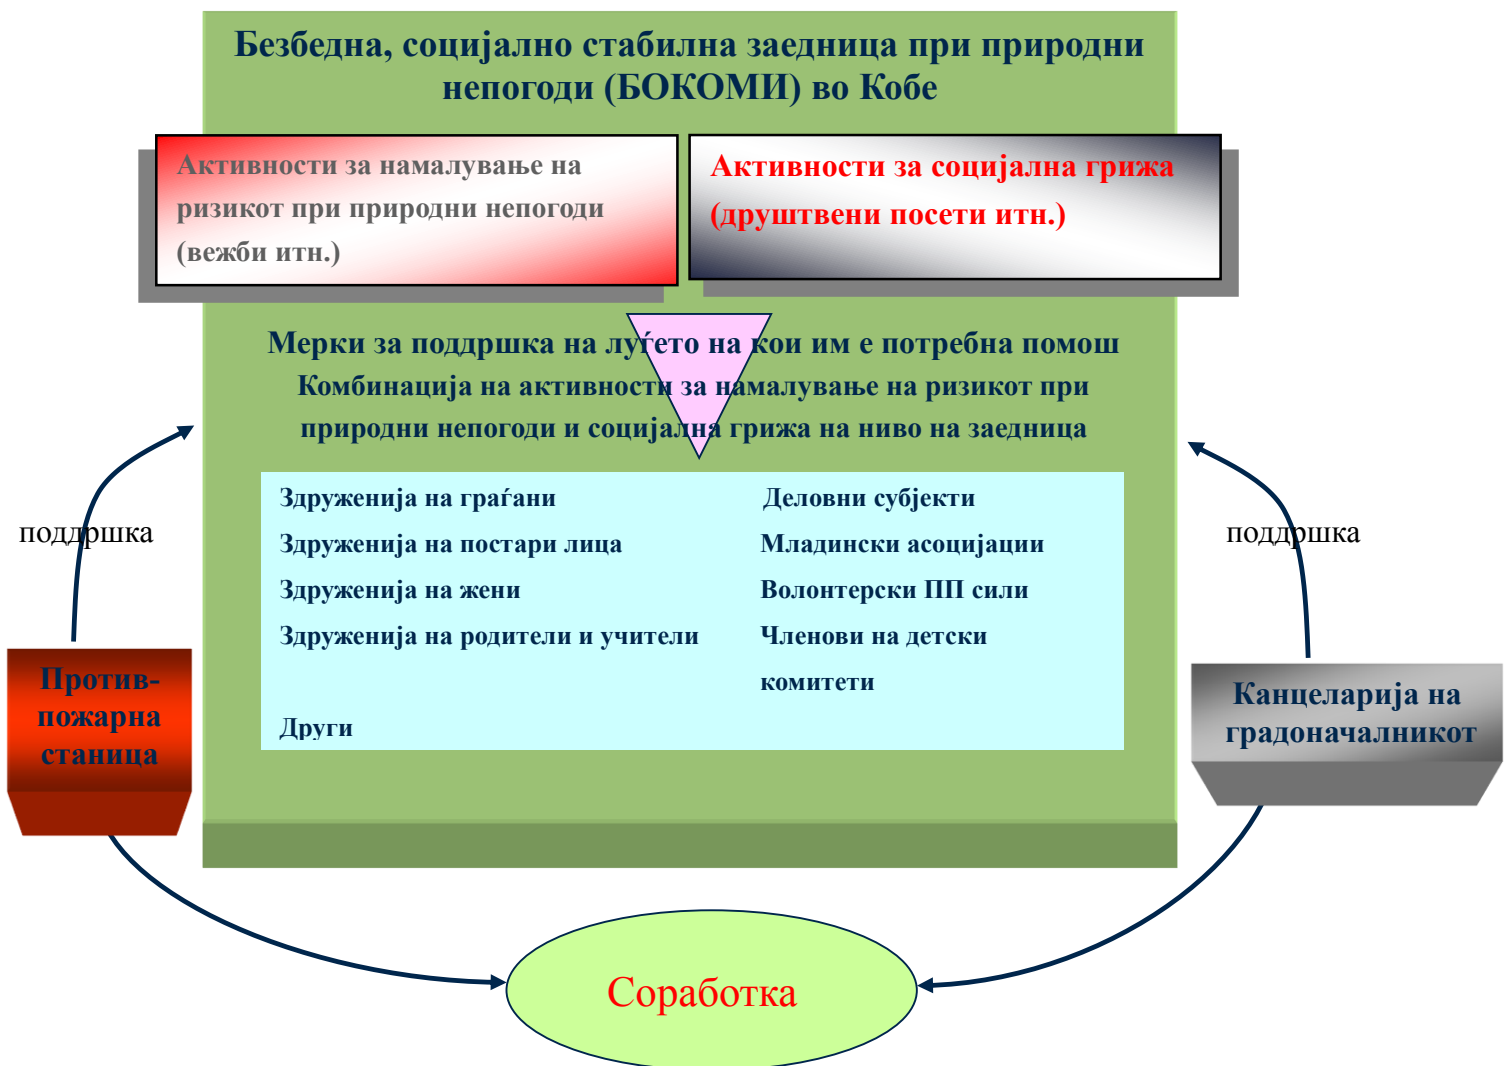 Безбедна, социјално стабилна заедница при природни
непогоди (БОКОМИ) во Кобе
Активности за намалување на
ризикот при природни непогоди
(вежби итн.)
Активности за социјална грижа
(друштвени посети итн.)
Мерки за поддршка на луѓето на кои им е потребна помош
Комбинација на активности за намалување на ризикот при
природни непогоди и социјална грижа на ниво на заедница
Здруженија на граѓани
Деловни субјекти
Здруженија на постари лица
Младински асоцијации
Здруженија на жени
Волонтерски ПП сили
Здруженија на родители и учители
Членови на детски
комитети
Други
поддршка
поддршка
Против-
пожарна
станица
Канцеларија на
градоначалникот
Соработка